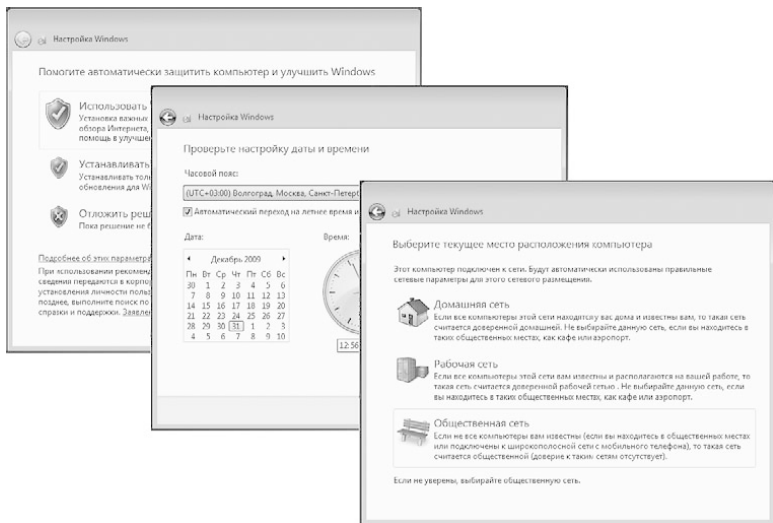 Настройка Windows
Помогите автоматически защитить компьютер и улучшить Windows
Использовать
Установка важных
обзора Интернета,
помощь в улучшен
Устанавливать
Устанавливать толь
обновления для Wi
Отложить реш
Пока решение не б
Подробнее об этих параметра
При использовании рекоменд
сведения передаются в корпор
установления личности польз
позднее, выполните поиск по
справки и поддержки. Заявлен
Настройка Windows
Проверьте настройку даты и времени
Часовой пояс:
(UTC+03:00) Волгоград, Москва, Санкт-Петерб
Автоматический переход на летнее время и
Дата:
Время:
Декабрь 2009
Пн Вт Ср Чт Пт Сб Вс
30 1 2 3 4 5 6
7 8 9 10 11 12 13
14 15 16 17 18 19 20
21 22 23 24 25 26 27
28 29 30 31 1 2 3
4 5 6 7 8 9 10
12:56
Настройка Windows
Выберите текущее место расположения компьютера
Этот компьютер подключен к сети. Будут автоматически использованы правильные
сетевые параметры для этого сетевого размещения.
Домашняя сеть
Если все компьютеры этой сети находятся у вас дома и известны вам, то такая сеть
считается доверенной домашней. Не выбирайте данную сеть, если вы находитесь в
таких общественных местах, как кафе или аэропорт.
Рабочая сеть
Если все компьютеры этой сети вам известны и располагаются на вашей работе, то
такая сеть считается доверенной рабочей сетью . Не выбирайте данную сеть, если
вы находитесь в таких общественных местах, как кафе или аэропорт.
Общественная сеть
Если не все компьютеры вам известны (если вы находитесь в общественных местах
или подключены к широкополосной сети с мобильного телефона), то такая сеть
считается общественной (доверие к таким сетям отсутствует).
Если не уверены, выбирайте общественную сеть.